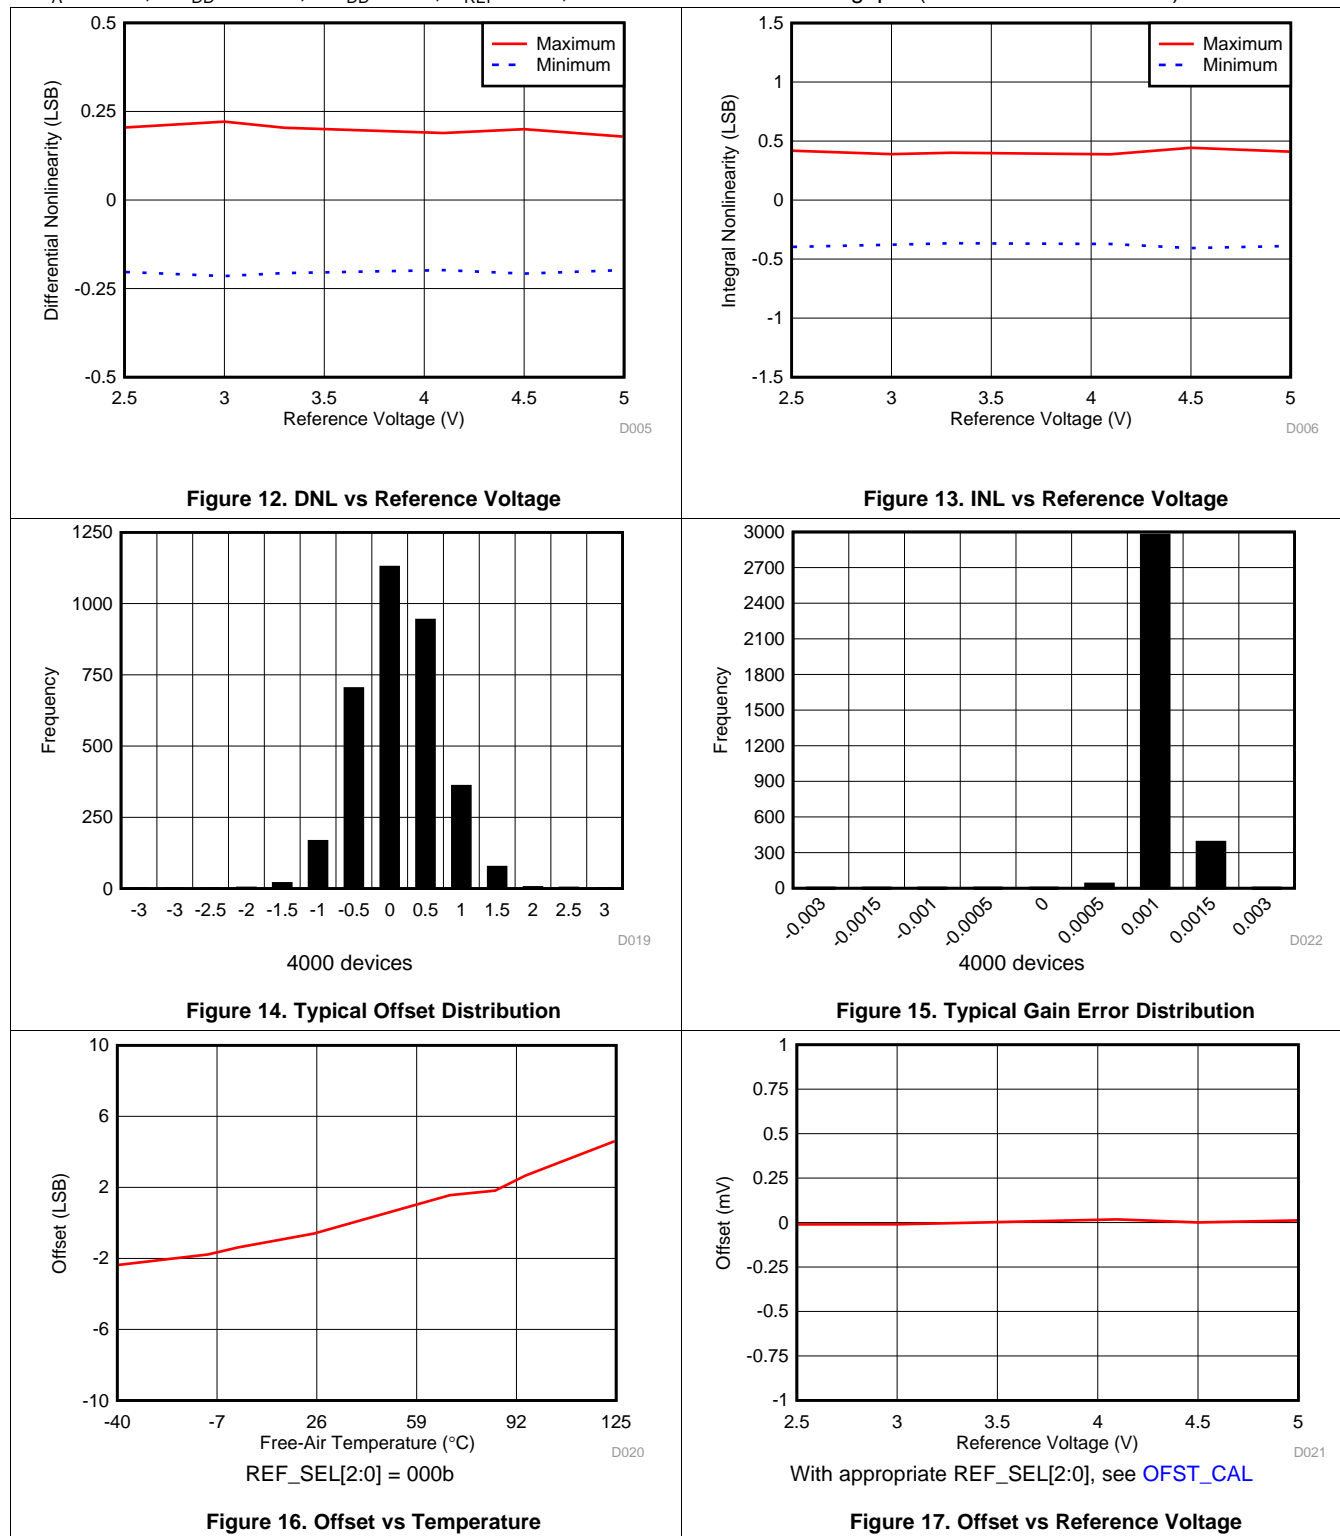 0.5
Maximum
Minimum
0.25
0
-0.25
-0.5
Differential Nonlinearity (LSB)
2.5 3 3.5 4 4.5 5
Reference Voltage (V)
D005
Figure 12. DNL vs Reference Voltage
1.5
Maximum
Minimum
1
0.5
0
-0.5
-1
-1.5
Integral Nonlinearity (LSB)
2.5 3 3.5 4 4.5 5
Reference Voltage (V)
D006
Figure 13. INL vs Reference Voltage
1250
1000
750
500
250
0
Frequency
-3 -3 -2.5 -2 -1.5 -1 -0.5 0 0.5 1 1.5 2 2.5 3
D019
4000 devices
Figure 14. Typical Offset Distribution
3000
2700
2400
2100
1800
1500
1200
900
600
300
0
Frequency
-0.003 -0.0015 -0.001 -0.0005 0 0.0005 0.001 0.0015 0.003
D022
4000 devices
Figure 15. Typical Gain Error Distribution
10
6
2
-2
-6
-10
Offset (LSB)
-40 -7 26 59 92 125
Free-Air Temperature (°C)
D020
REF_SEL[2:0] = 000b
Figure 16. Offset vs Temperature
1
0.75
0.5
0.25
0
-0.25
-0.5
-0.75
-1
Offset (mV)
2.5 3 3.5 4 4.5 5
Reference Voltage (V)
D021
With appropriate REF_SEL[2:0], see OFST_CAL
Figure 17. Offset vs Reference Voltage